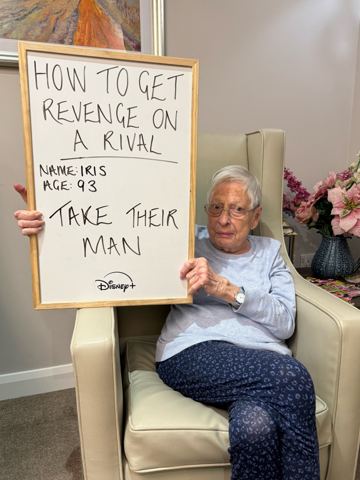 HOW TO GET
REVENGE ON
A RIVAL
NAME: IRIS
AGE: 93
TAKE THEIR
MAN
Disney+